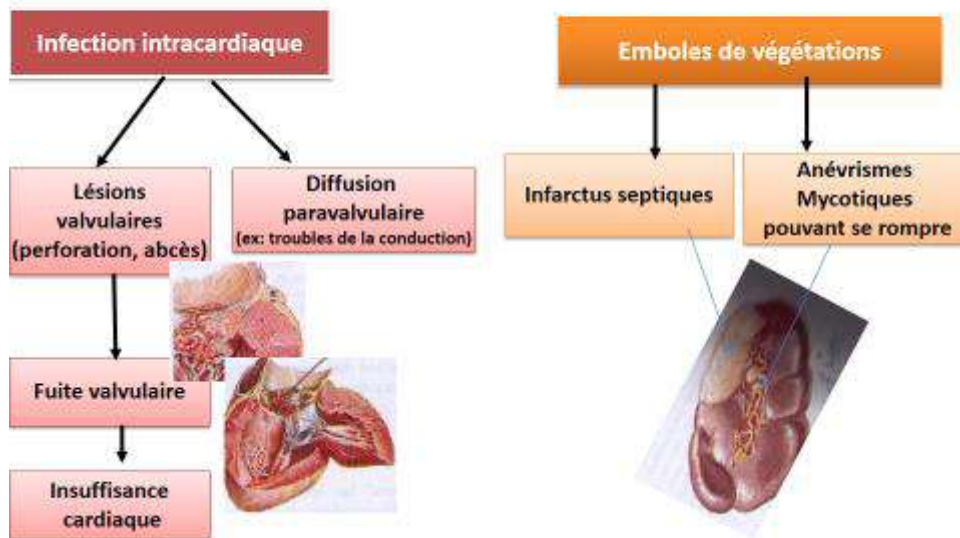 Infection intracardiaque
Lésions
valvulaires
(perforation, abcès)
Diffusion
paravalvulaire
(ex: troubles de la conduction)
Fuite valvulaire
Insuffisance
cardiaque
Emboles de végétations
Infarctus septiques
Anévrismes
Mycotiques
pouvant se rompre